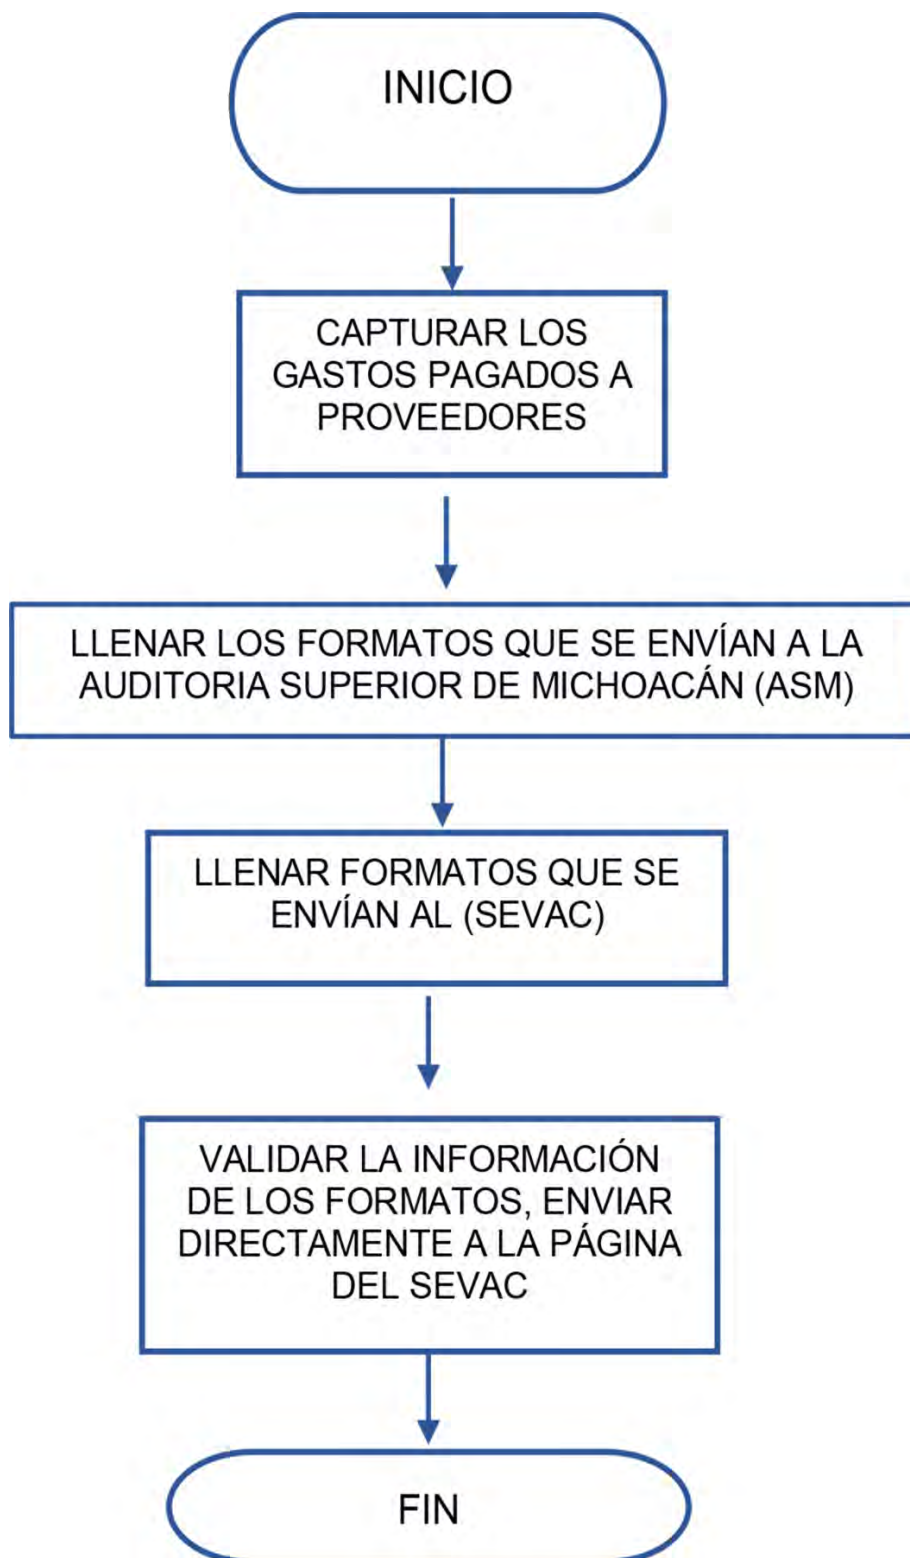 INICIO
CAPTURAR LOS
GASTOS PAGADOS A
PROVEEDORES
LLENAR LOS FORMATOS QUE SE ENVÍAN A LA
AUDITORIA SUPERIOR DE MICHOACÁN (ASM)
LLENAR FORMATOS QUE SE
ENVÍAN AL (SEVAC)
VALIDAR LA INFORMACIÓN
DE LOS FORMATOS, ENVIAR
DIRECTAMENTE A LA PÁGINA
DEL SEVAC
FIN